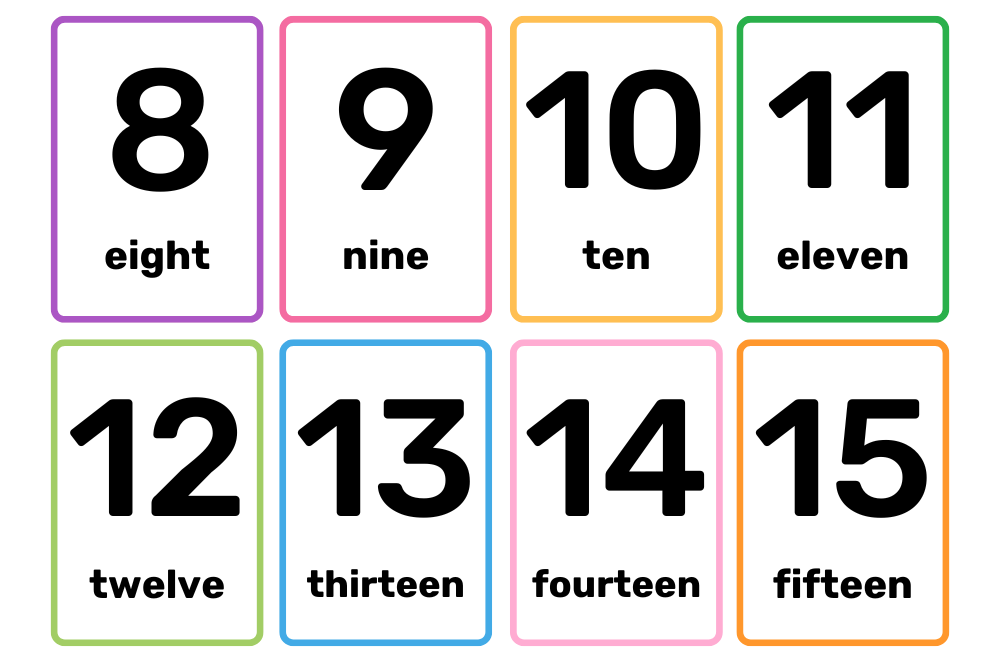 8
eight
9
nine
10
ten
11
eleven
12
twelve
13
thirteen
14
fourteen
15
fifteen